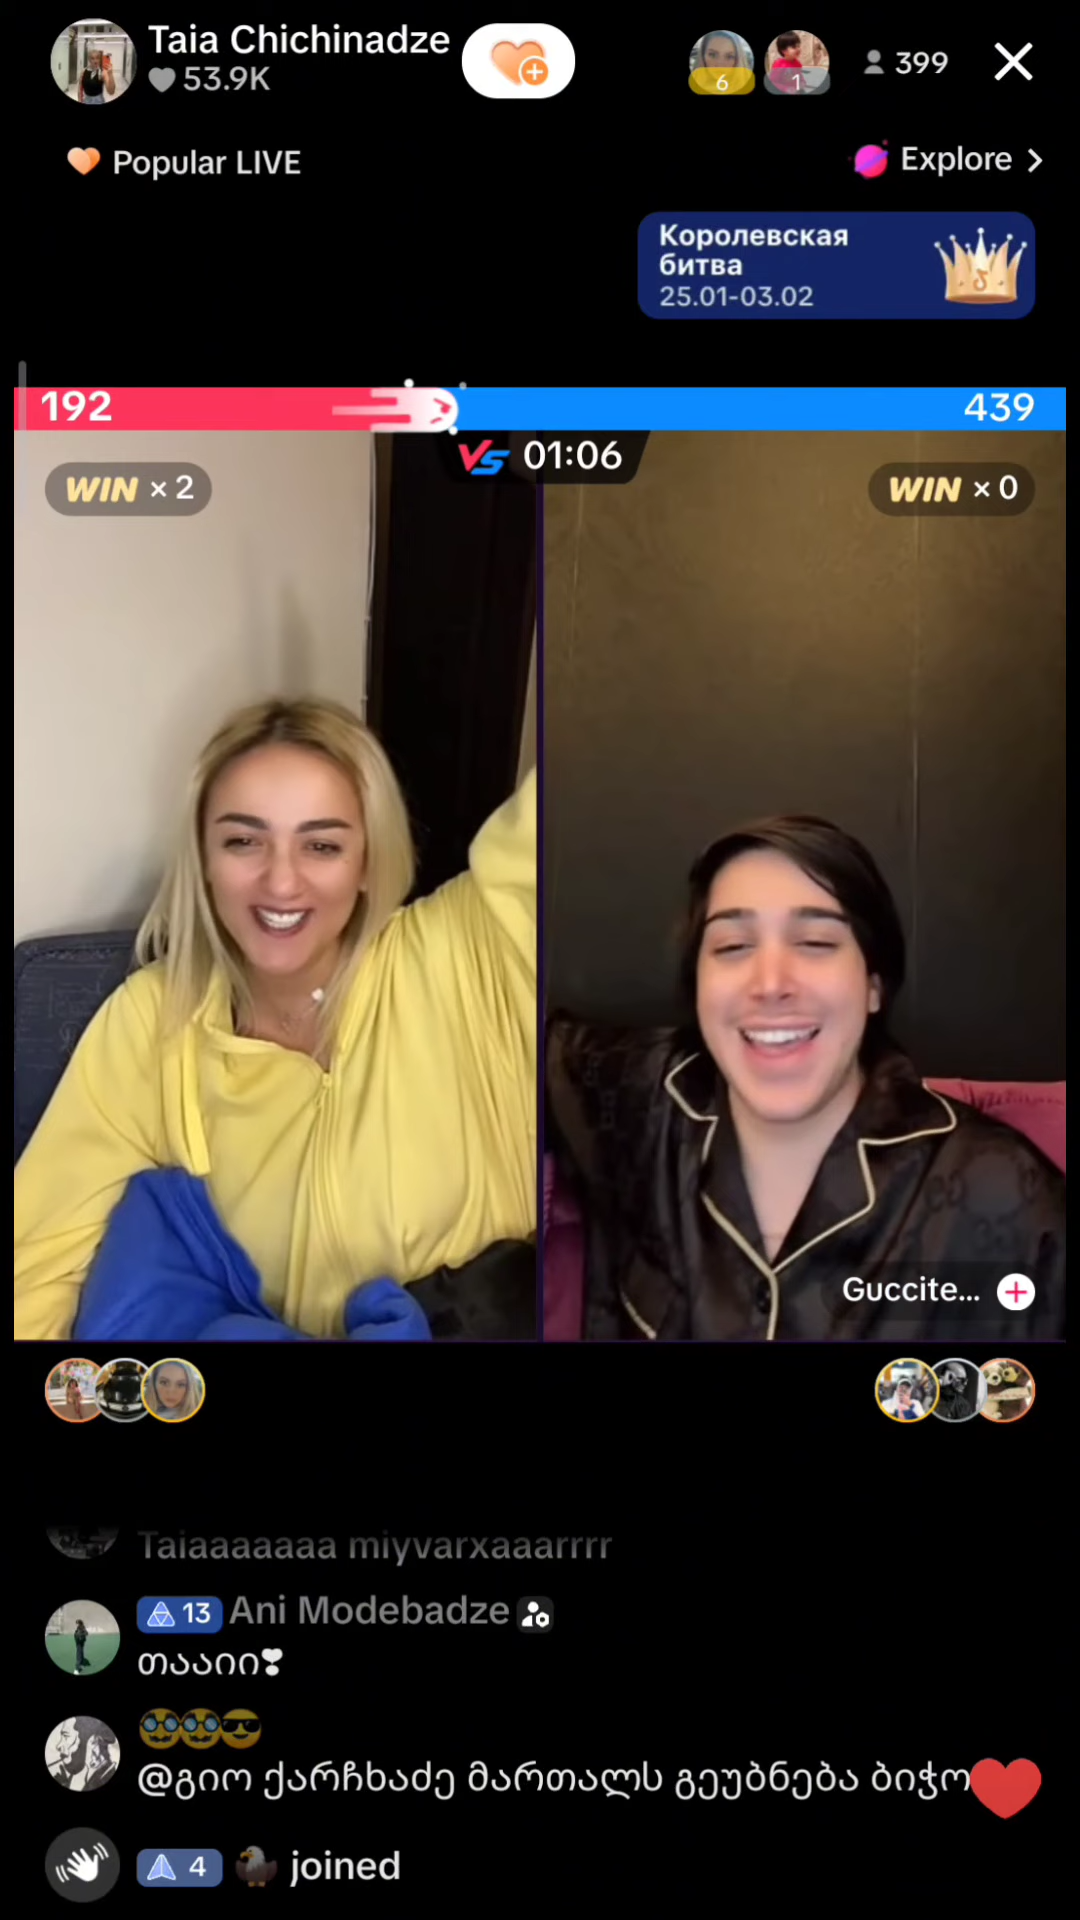 Taia Chichinadze
53.9K
6
1
399
Popular LIVE
Explore
Королевская
битва
25.01-03.02
192
439
VS 01:06
WIN × 2
WIN × 0
Guccite...
Taiaaaaaaa miyvarxaaarrrr
13 Ani Modebadze
თააიი❣
@გიო ქარჩხაძე მართალს გეუბნება ბიჭო
4 joined